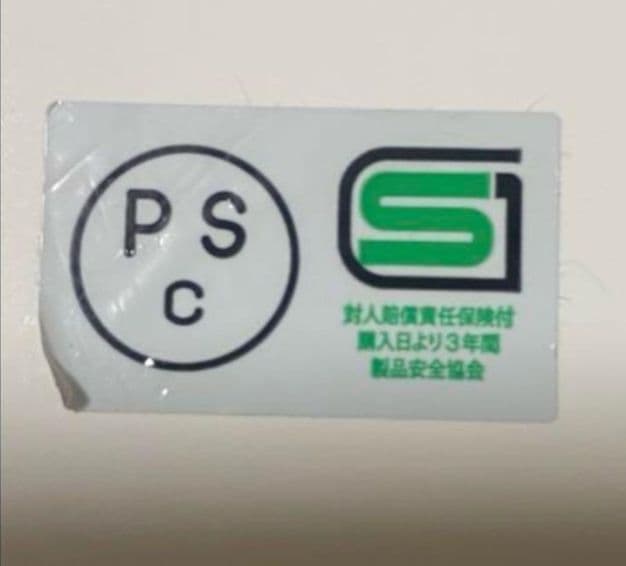 P S
C
SG
対人賠償責任保険付
購入日より3年間
製品安全協会